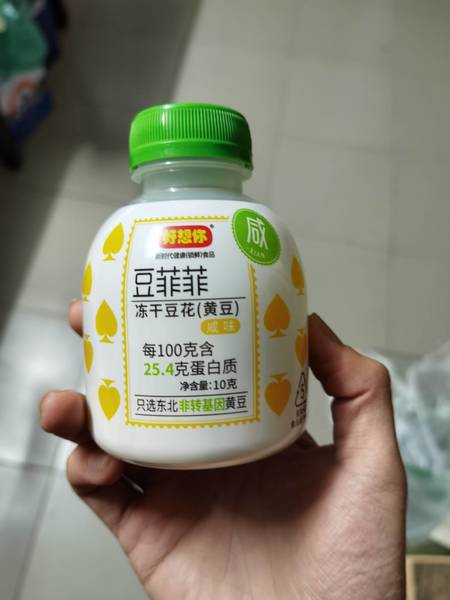 好想你
新时代健康(锁鲜)食品
咸
XIAN
豆菲菲
冻干豆花(黄豆)
咸味
每100克含
25.4克蛋白质
净含量:10克
只选东北非转基因黄豆